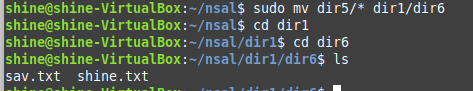 shine@shine-VirtualBox:~/nsal$ sudo mv dir5/* dir1/dir6
shine@shine-VirtualBox:~/nsal$ cd dir1
shine@shine-VirtualBox:~/nsal/dir1$ cd dir6
shine@shine-VirtualBox:~/nsal/dir1/dir6$ ls
sav.txt  shine.txt
shine@shine-VirtualBox:~/nsal/dir1/dir6$